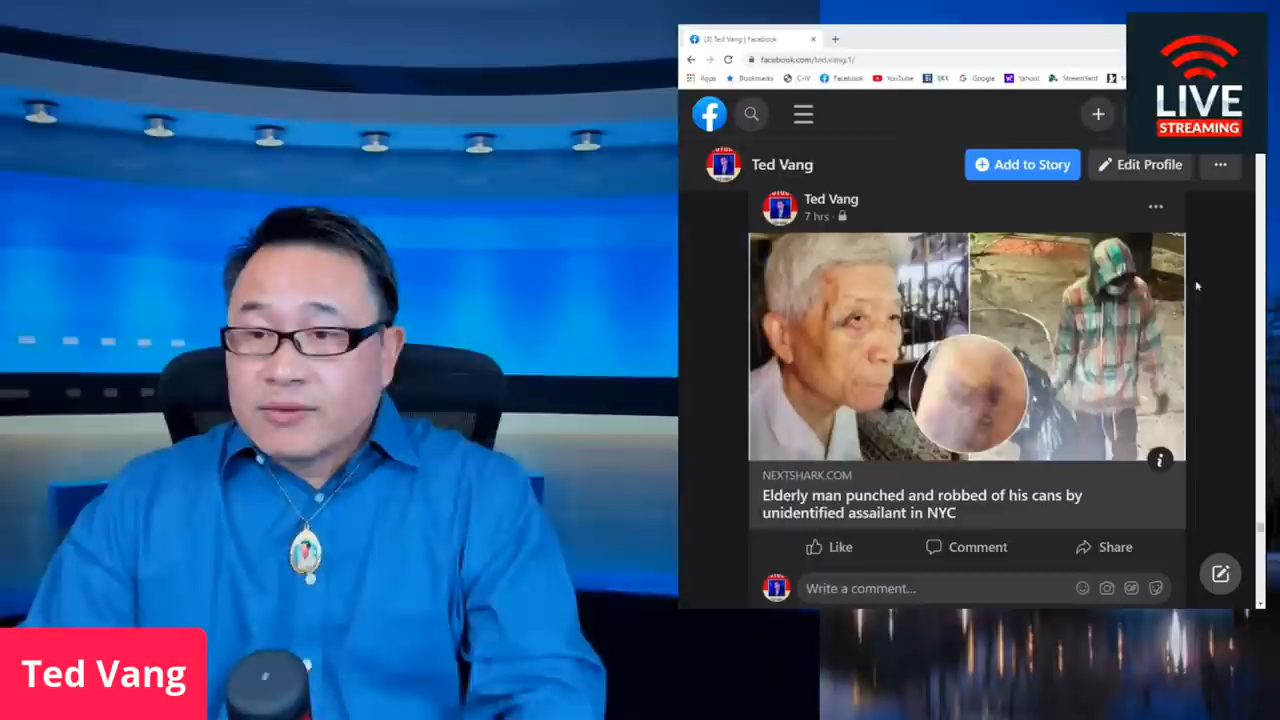 (3) Ted Vang | Facebook
facebook.com/ted.vang.1/
Apps Bookmarks Facebook YouTube Google Yahoo! StreamYard
LIVE
STREAMING
Ted Vang
Add to Story
Edit Profile
Ted Vang
7 hrs
NEXTSHARK.COM
Elderly man punched and robbed of his cans by
unidentified assailant in NYC
Like Comment Share
Write a comment...
GIF
Ted Vang